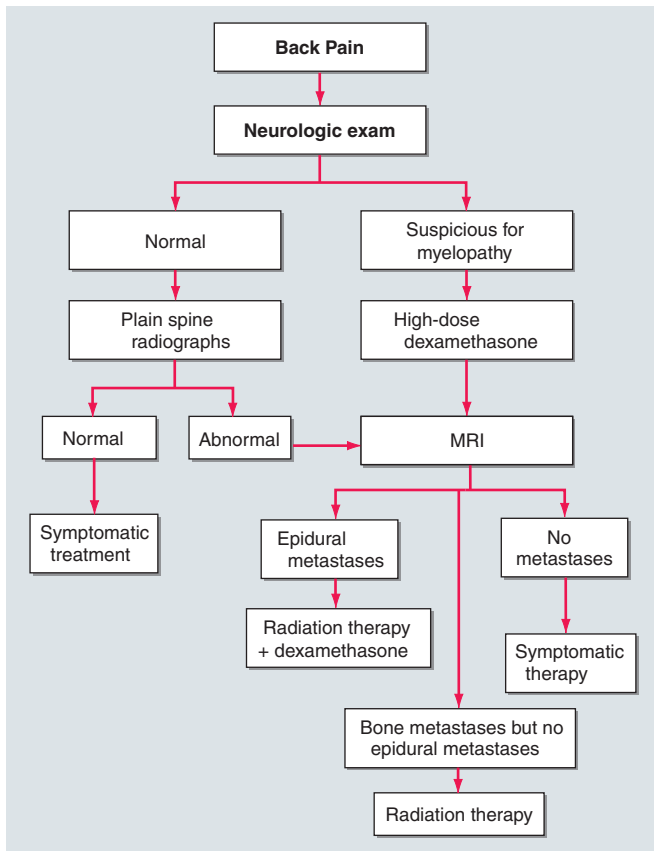 Back Pain
Neurologic exam
Normal
Suspicious for
myelopathy
Plain spine
radiographs
High-dose
dexamethasone
Normal
Abnormal
MRI
Symptomatic
treatment
Epidural
metastases
No
metastases
Radiation therapy
+ dexamethasone
Symptomatic
therapy
Bone metastases but no
epidural metastases
Radiation therapy